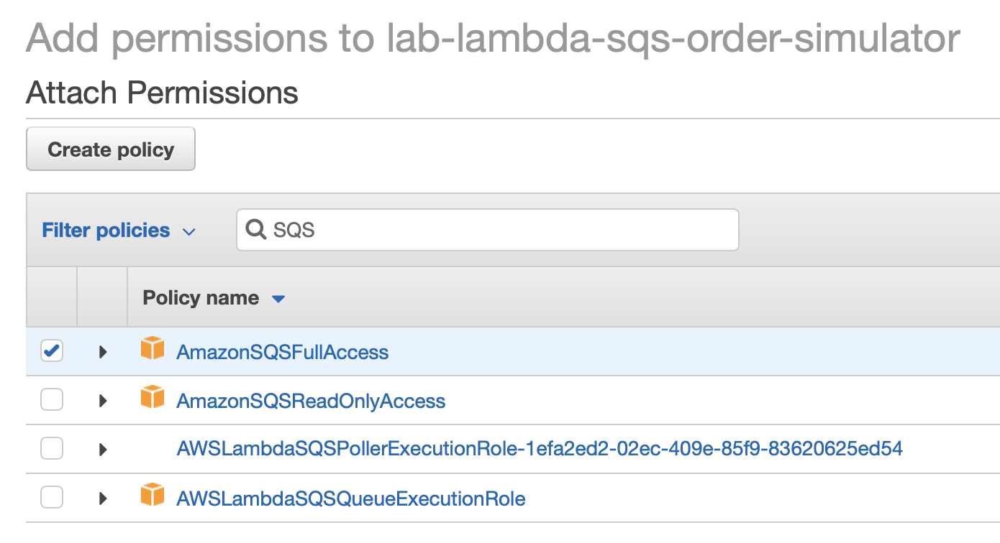 Add permissions to lab-lambda-sqs-order-simulator
Attach Permissions
Create policy
Filter policies
SQS
Policy name
AmazonSQSFullAccess
AmazonSQSReadOnlyAccess
AWSLambdaSQSPollerExecutionRole-1efa2ed2-02ec-409e-85f9-83620625ed54
AWSLambdaSQSQueueExecutionRole